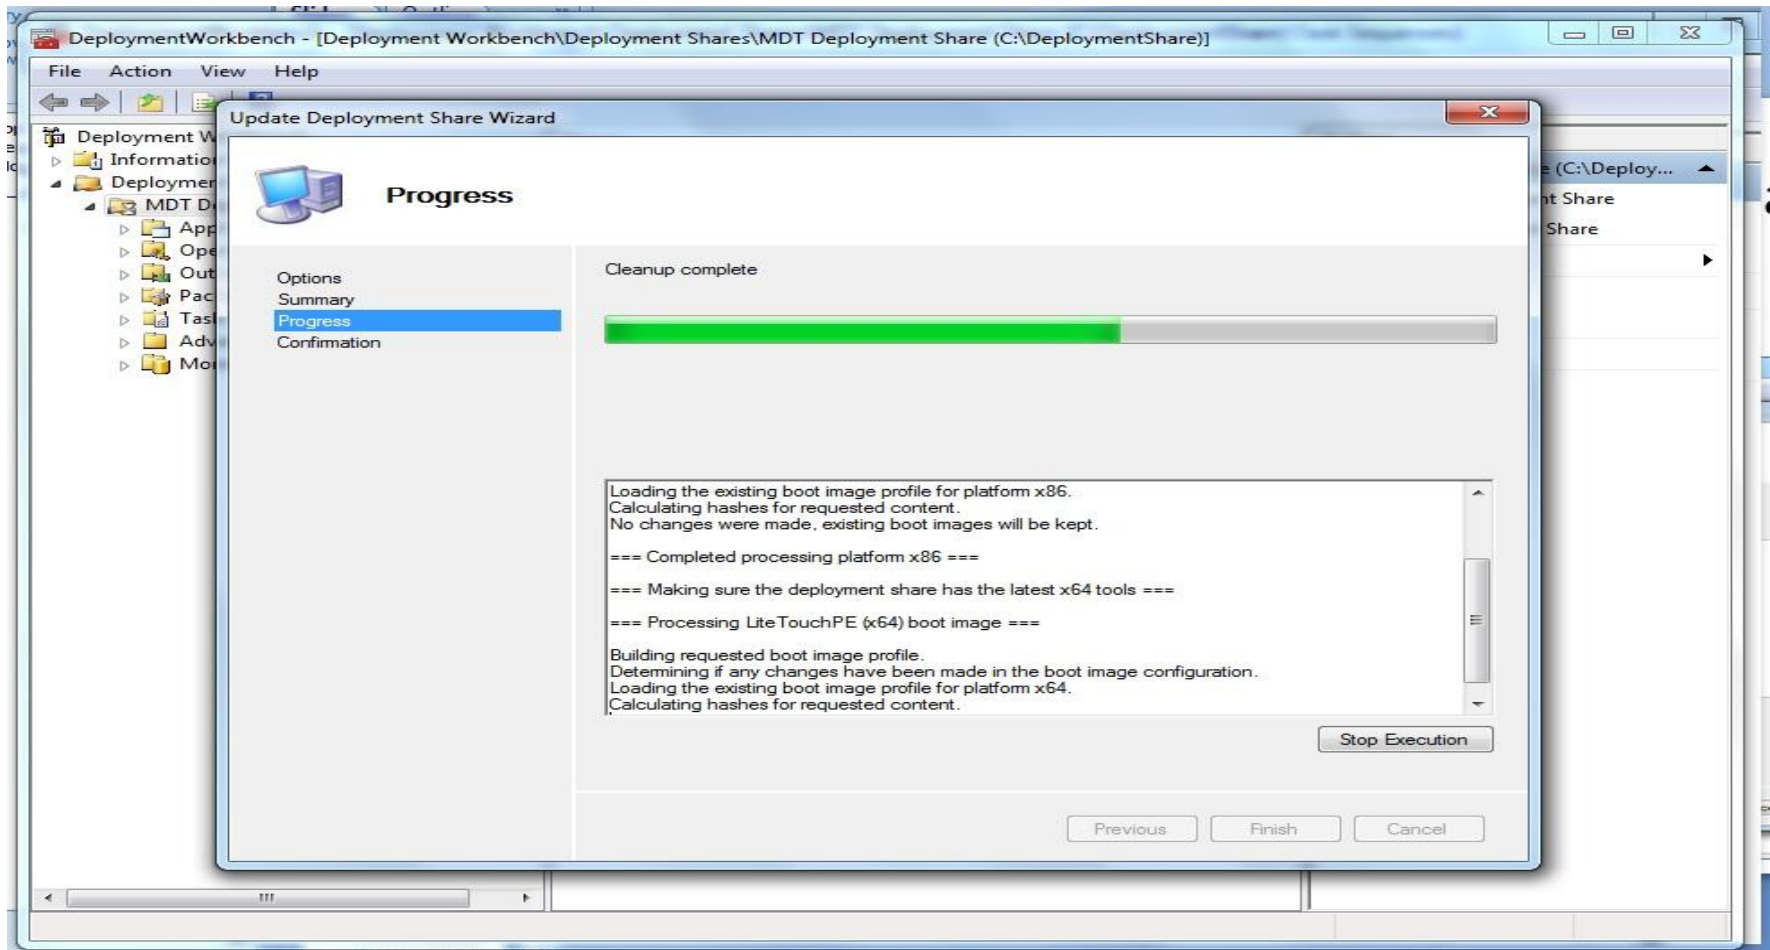 DeploymentWorkbench - [Deployment Workbench\Deployment Shares\MDT Deployment Share (C:\DeploymentShare)]
File Action View Help
Update Deployment Share Wizard
Deployment W
Informatio
Deploymen
MDT D
App
Ope
Out
Pac
Task
Adv
Mon
Progress
Options
Summary
Progress
Confirmation
Cleanup complete
Loading the existing boot image profile for platform x86.
Calculating hashes for requested content.
No changes were made, existing boot images will be kept.
=== Completed processing platform x86 ===
=== Making sure the deployment share has the latest x64 tools ===
=== Processing LiteTouchPE (x64) boot image ===
Building requested boot image profile.
Determining if any changes have been made in the boot image configuration.
Loading the existing boot image profile for platform x64.
Calculating hashes for requested content.
Stop Execution
Previous Finish Cancel
e (C:\Deploy...
nt Share
Share